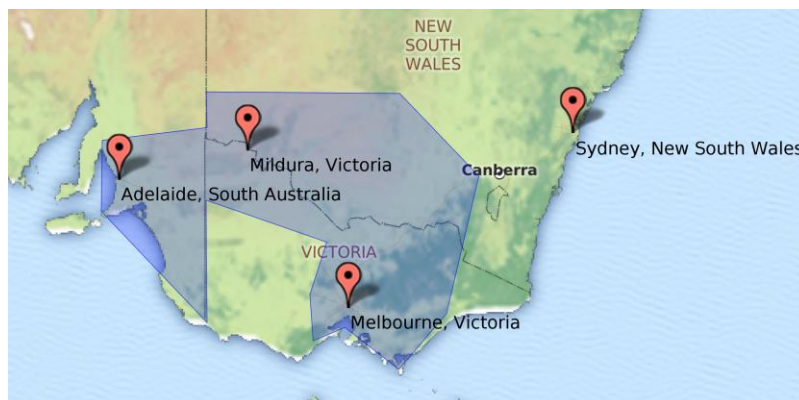 NEW
SOUTH
WALES
Sydney, New South Wales
Mildura, Victoria
Canberra
Adelaide, South Australia
VICTORIA
Melbourne, Victoria